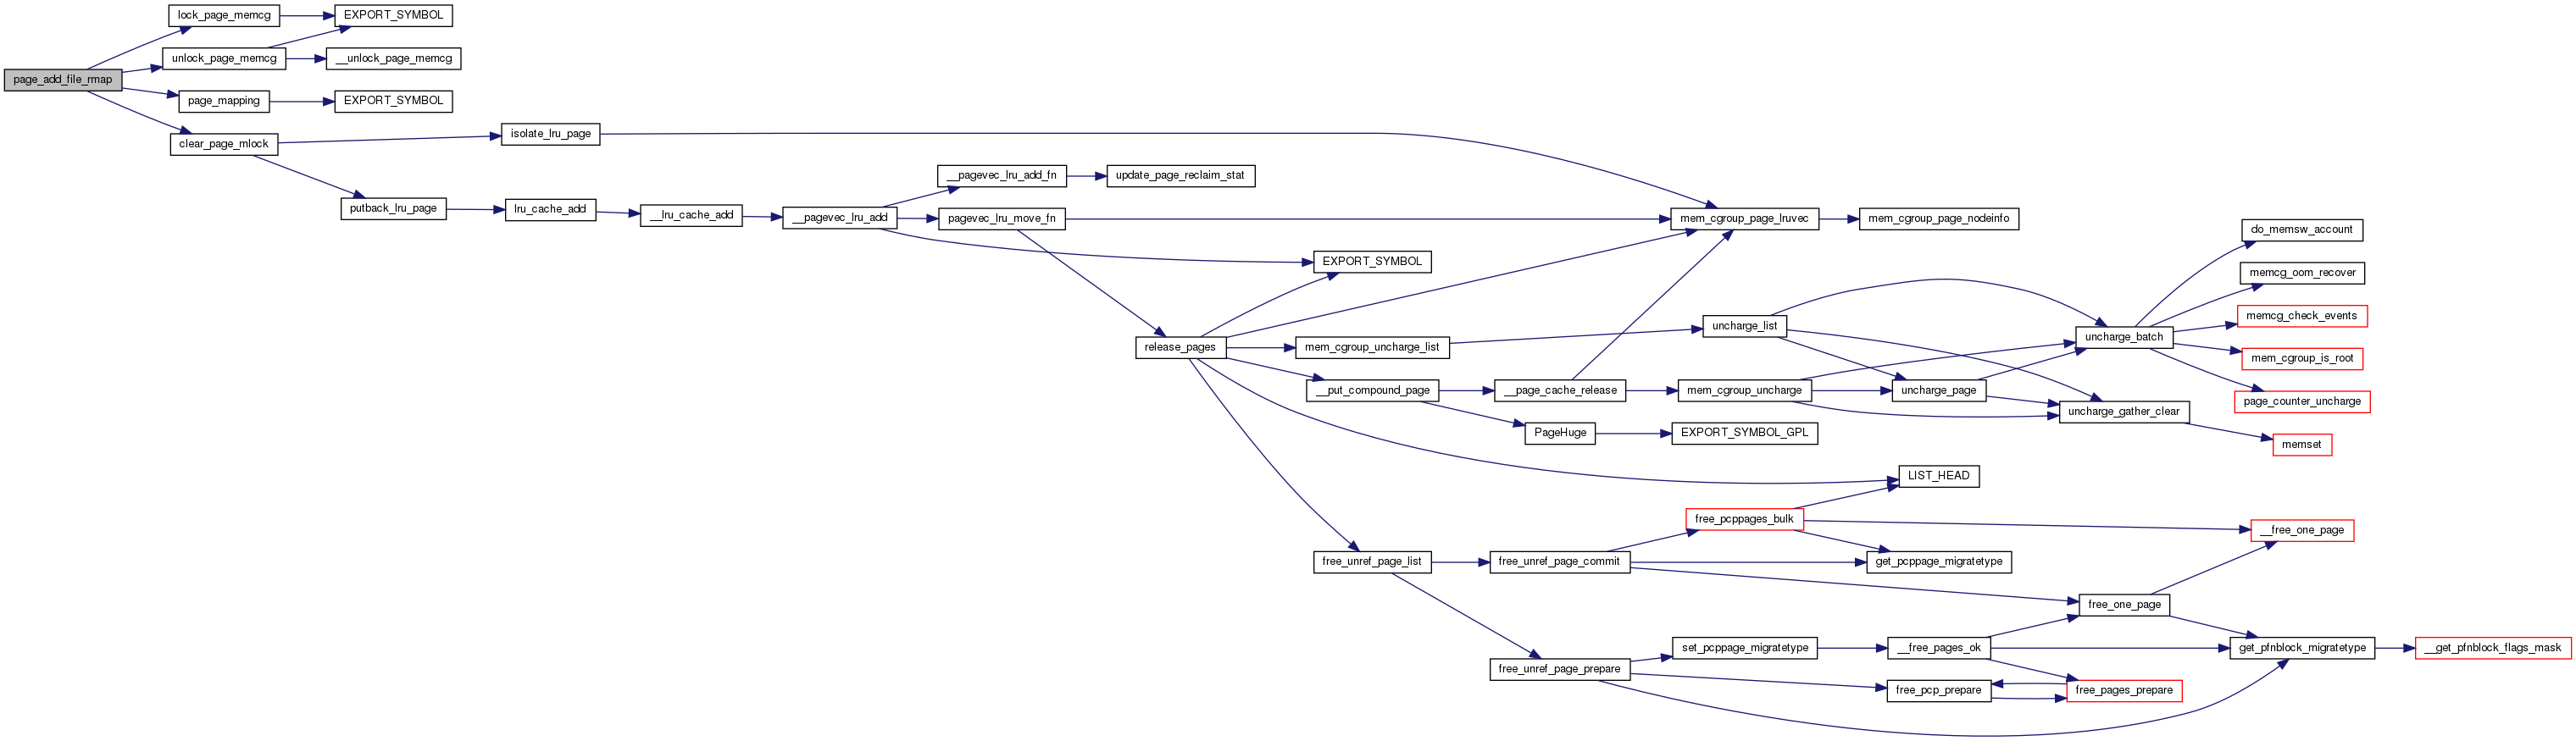 lock_page_memcg
EXPORT_SYMBOL
unlock_page_memcg
__unlock_page_memcg
page_add_file_rmap
page_mapping
EXPORT_SYMBOL
isolate_lru_page
clear_page_mlock
__pagevec_lru_add_fn
update_page_reclaim_stat
putback_lru_page
lru_cache_add
__lru_cache_add
__pagevec_lru_add
pagevec_lru_move_fn
mem_cgroup_page_lruvec
mem_cgroup_page_nodeinfo
do_memsw_account
EXPORT_SYMBOL
memcg_oom_recover
memcg_check_events
uncharge_list
uncharge_batch
release_pages
mem_cgroup_uncharge_list
mem_cgroup_is_root
__put_compound_page
__page_cache_release
mem_cgroup_uncharge
uncharge_page
page_counter_uncharge
uncharge_gather_clear
PageHuge
EXPORT_SYMBOL_GPL
memset
LIST_HEAD
free_pcppages_bulk
__free_one_page
free_unref_page_list
free_unref_page_commit
get_pcppage_migratetype
free_one_page
set_pcppage_migratetype
__free_pages_ok
get_pfnblock_migratetype
__get_pfnblock_flags_mask
free_unref_page_prepare
free_pcp_prepare
free_pages_prepare